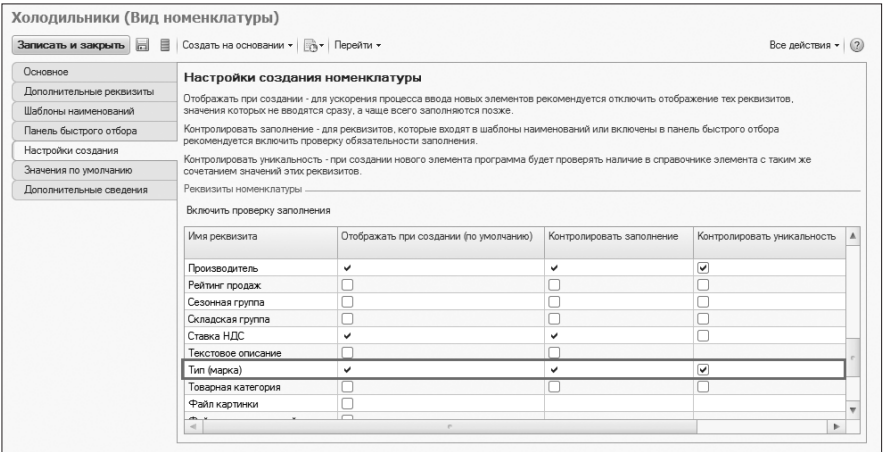 Холодильники (Вид номенклатуры)
Записать и закрыть Создать на основании Перейти Все действия ?
Основное
Дополнительные реквизиты
Шаблоны наименований
Панель быстрого отбора
Настройки создания
Значения по умолчанию
Дополнительные сведения
Настройки создания номенклатуры
Отображать при создании - для ускорения процесса ввода новых элементов рекомендуется отключить отображение тех реквизитов,
значения которых не вводятся сразу, а чаще всего заполняются позже.
Контролировать заполнение - для реквизитов, которые входят в шаблоны наименований или включены в панель быстрого отбора
рекомендуется включить проверку обязательности заполнения.
Контролировать уникальность - при создании нового элемента программа будет проверять наличие в справочнике элемента с таким же
сочетанием значений этих реквизитов.
Реквизиты номенклатуры
Включить проверку заполнения
Имя реквизита Отображать при создании (по умолчанию) Контролировать заполнение Контролировать уникальность
Производитель
Рейтинг продаж
Сезонная группа
Складская группа
Ставка НДС
Текстовое описание
Тип (марка)
Товарная категория
Файл картинки